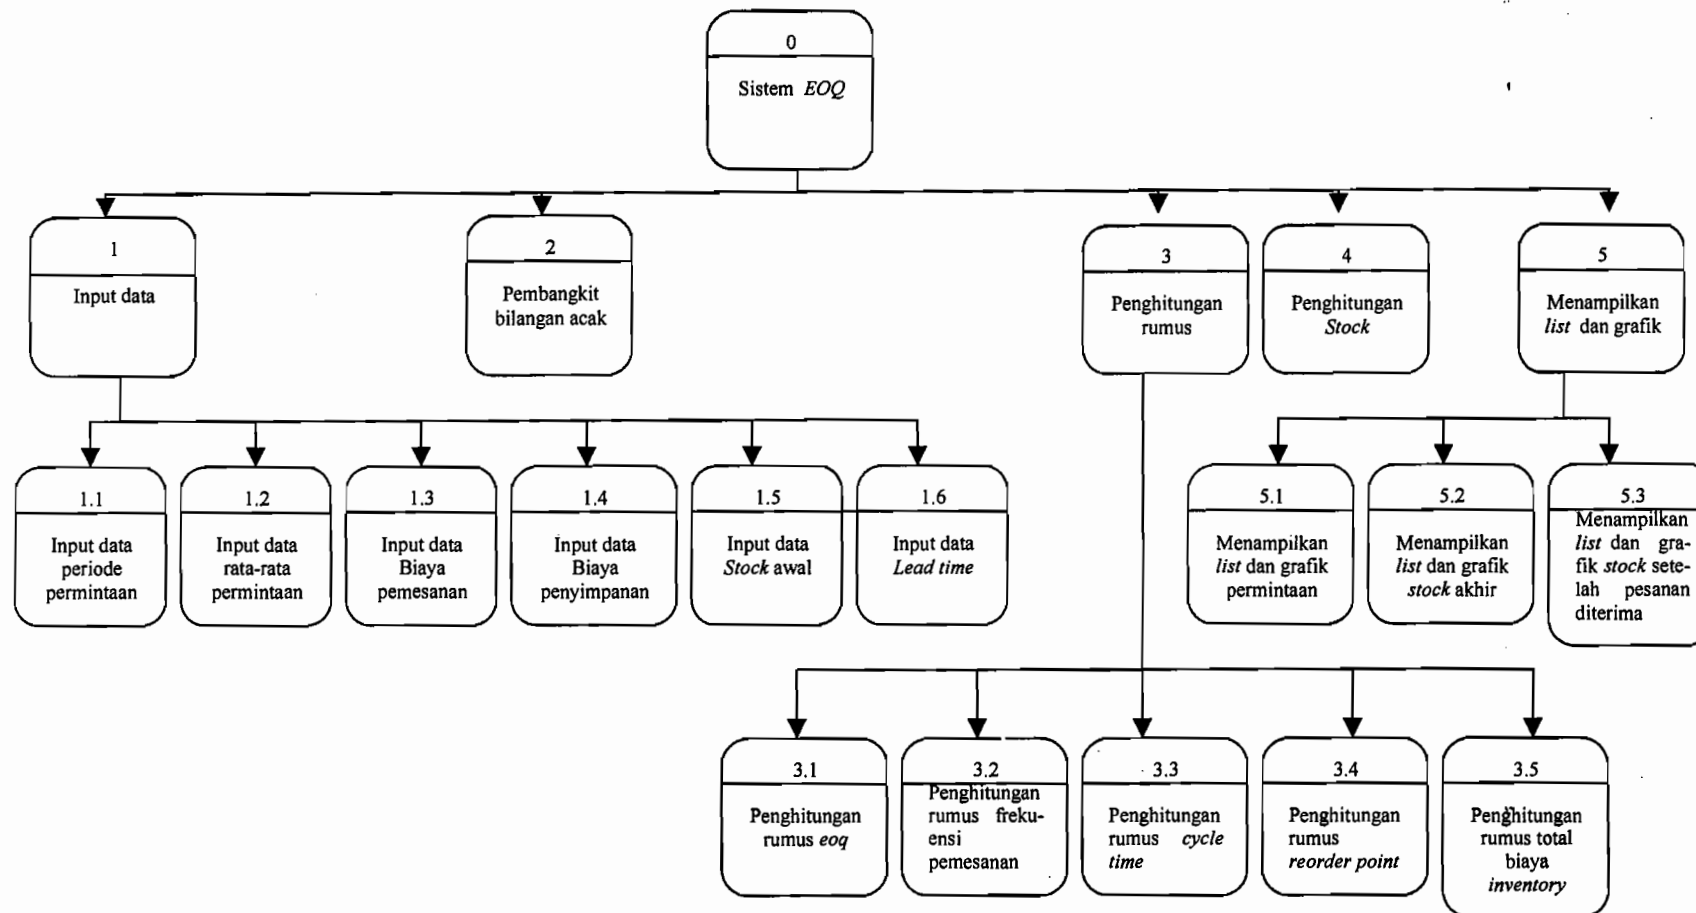 0
Sistem EOQ
1
Input data
2
Pembangkit
bilangan acak
3
Penghitungan
rumus
4
Penghitungan
Stock
5
Menampilkan
list dan grafik
1.1
Input data
periode
permintaan
1.2
Input data
rata-rata
permintaan
1.3
Input data
Biaya
pemesanan
1.4
Input data
Biaya
penyimpanan
1.5
Input data
Stock awal
1.6
Input data
Lead time
5.1
Menampilkan
list dan grafik
permintaan
5.2
Menampilkan
list dan grafik
stock akhir
5.3
Menampilkan
list dan gra-
fik stock sete-
lah pesanan
diterima
3.1
Penghitungan
rumus eoq
3.2
Penghitungan
rumus freku-
ensi
pemesanan
3.3
Penghitungan
rumus cycle
time
3.4
Penghitungan
rumus
reorder point
3.5
Penghitungan
rumus total
biaya
inventory